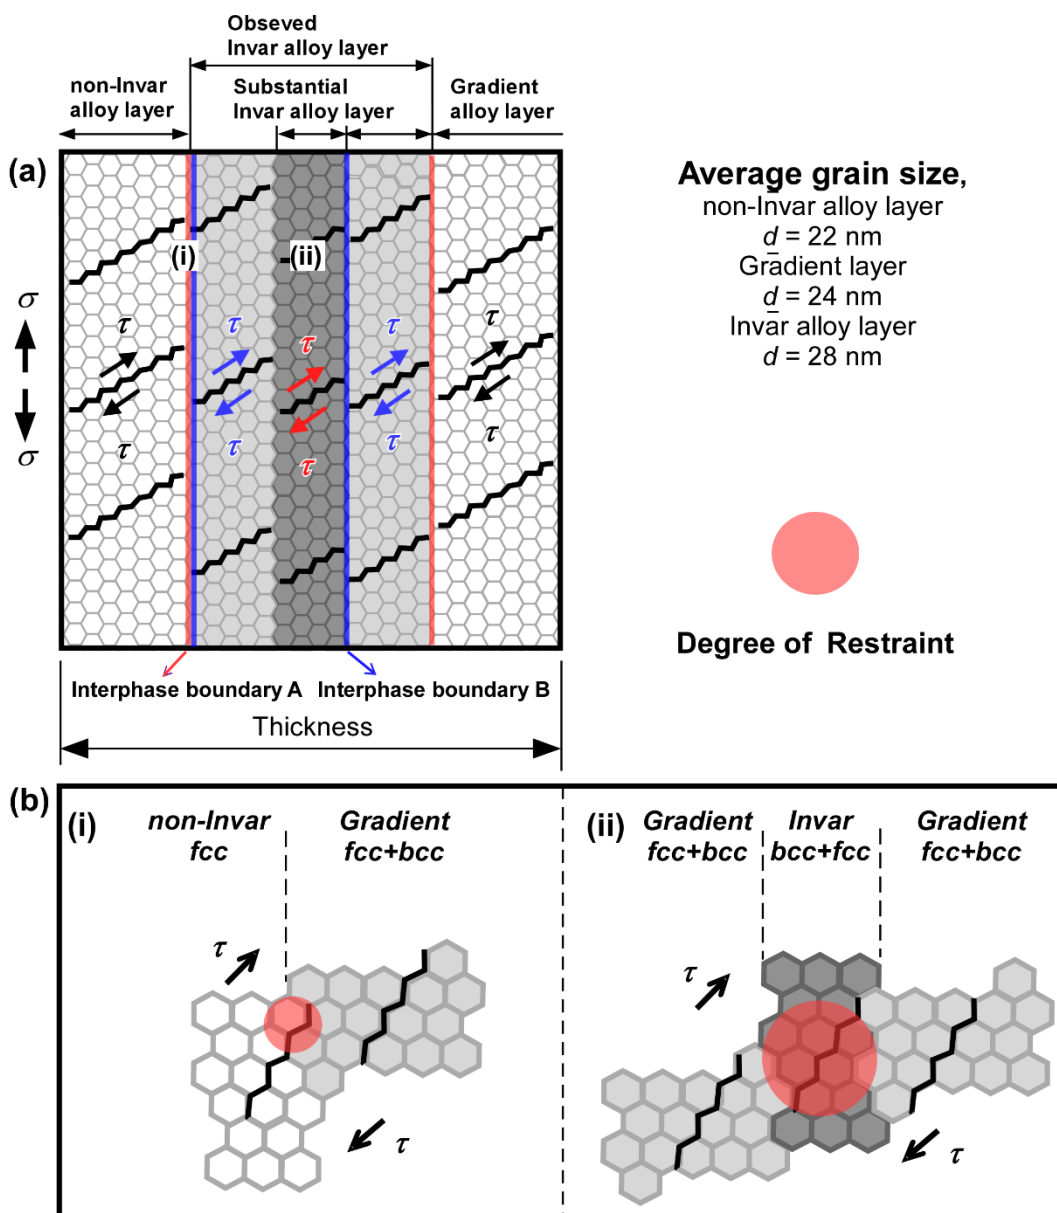 Obseved
Invar alloy layer
non-Invar
alloy layer
Substantial
Invar alloy layer
Gradient
alloy layer
(a)
(i)
(ii)
σ
σ
τ
τ
τ
τ
τ
τ
τ
τ
τ
τ
Interphase boundary A
Interphase boundary B
Thickness
Average grain size,
non-Invar alloy layer
d̄ = 22 nm
Gradient layer
d̄ = 24 nm
Invar alloy layer
d̄ = 28 nm
Degree of Restraint
(b)
(i)
non-Invar
fcc
Gradient
fcc+bcc
τ
τ
(ii)
Gradient
fcc+bcc
Invar
bcc+fcc
Gradient
fcc+bcc
τ
τ